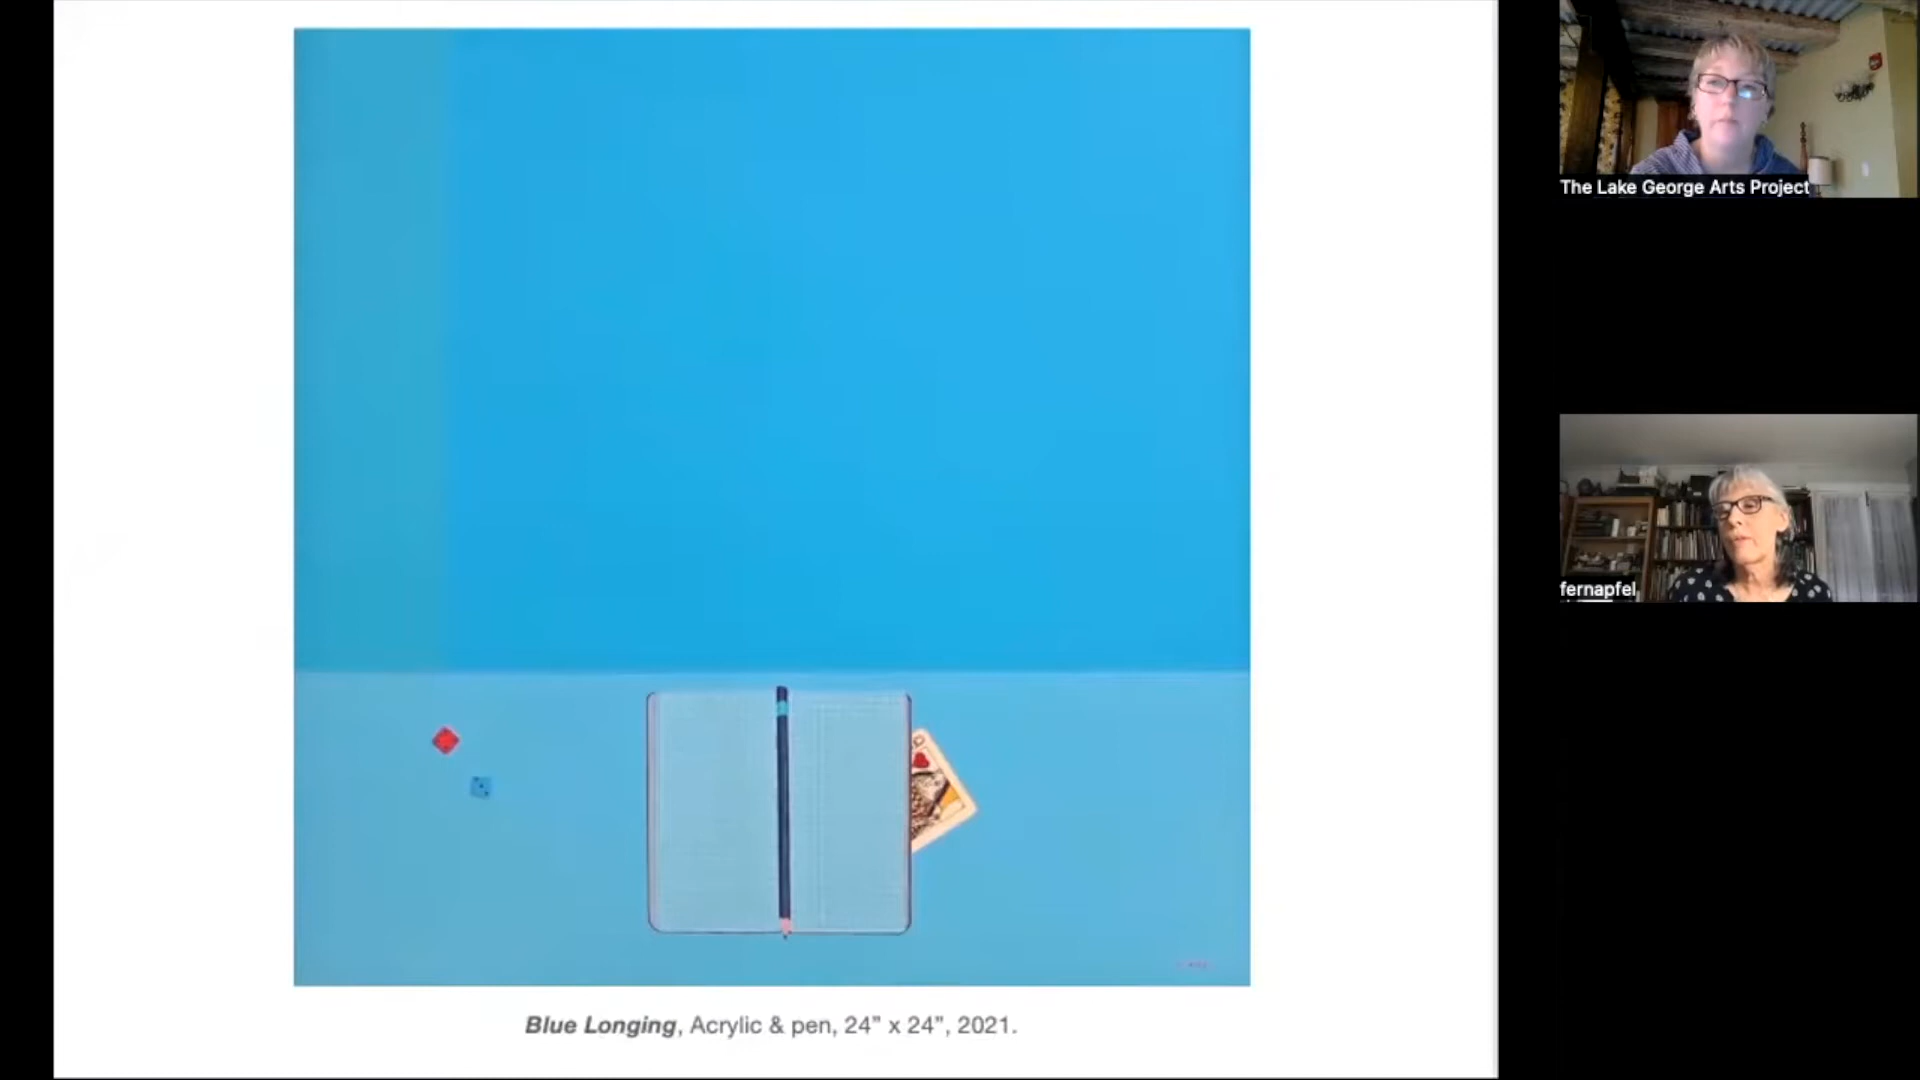 The Lake George Arts Project
fernapfel
Blue Longing, Acrylic & pen, 24” x 24”, 2021.